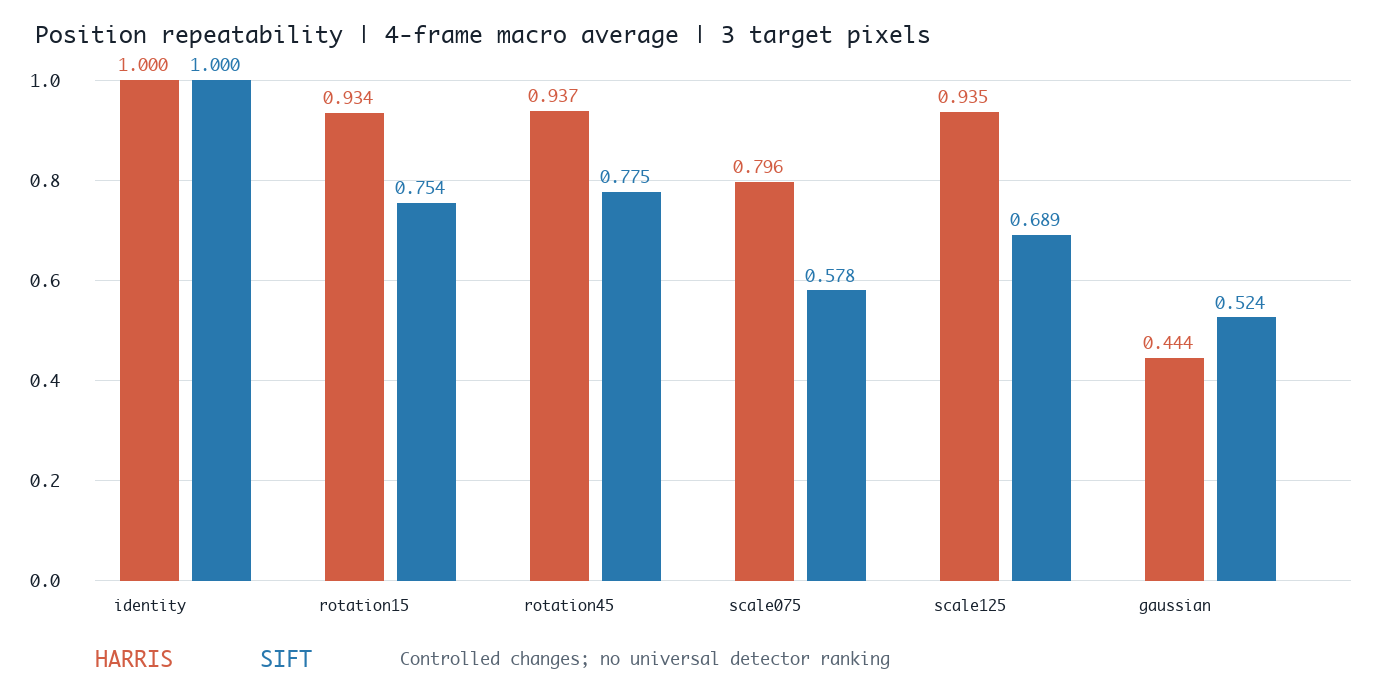 Position repeatability | 4-frame macro average | 3 target pixels
1.000 1.000
1.0
0.934 0.937 0.935
0.8
0.754 0.775 0.796
0.689
0.6
0.578
0.524
0.444
0.4
0.2
0.0
identity rotation15 rotation45 scale075 scale125 gaussian
HARRIS SIFT Controlled changes; no universal detector ranking